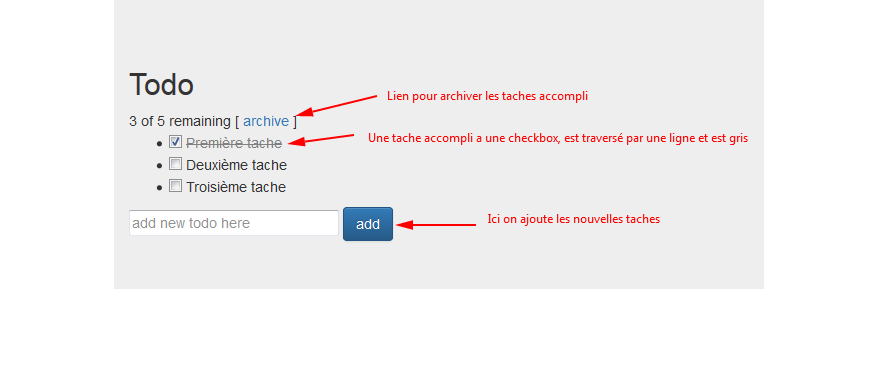 Todo
Lien pour archiver les taches accompli
3 of 5 remaining [ archive ]
Première tache
Une tache accompli a une checkbox, est traversé par une ligne et est gris
Deuxième tache
Troisième tache
add new todo here
add
Ici on ajoute les nouvelles taches